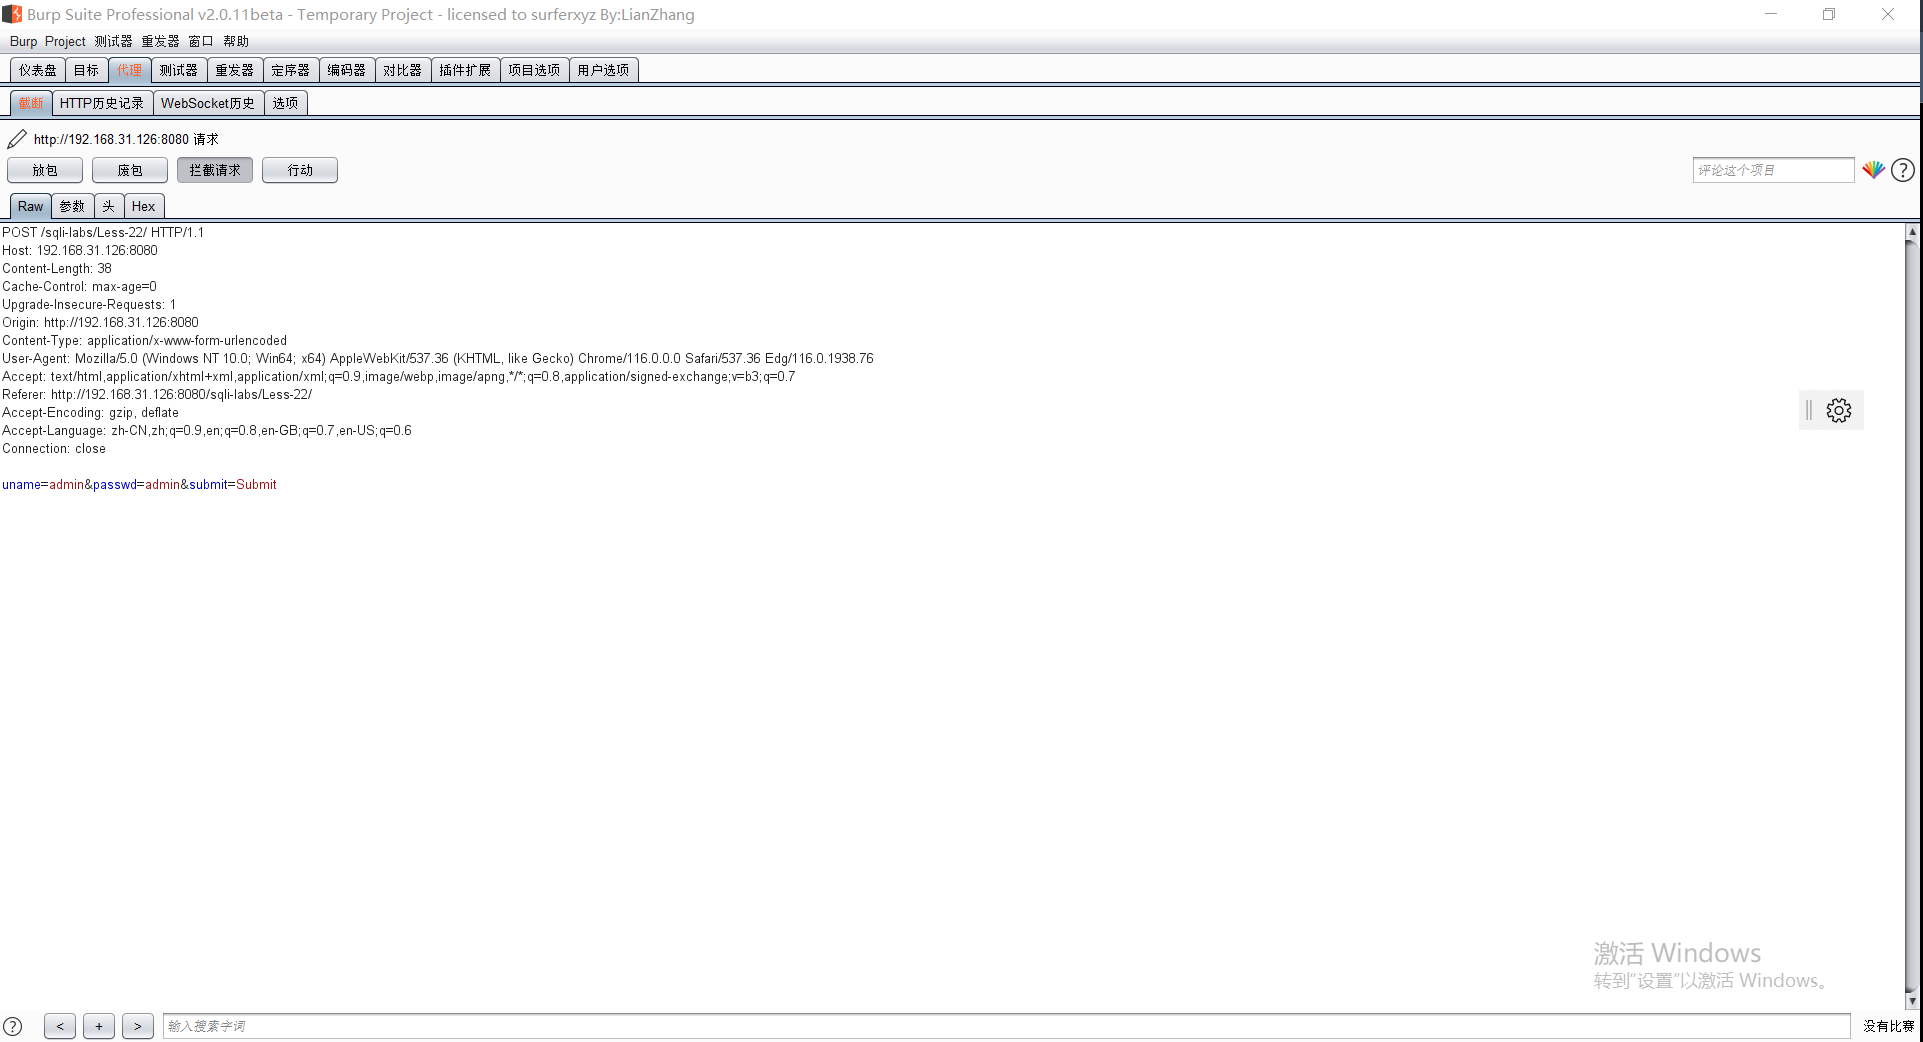 Burp Suite Professional v2.0.11beta - Temporary Project - licensed to surferxyz By:LianZhang
Burp Project 测试器 重发器 窗口 帮助
仪表盘 目标 代理 测试器 重发器 定序器 编码器 对比器 插件扩展 项目选项 用户选项
截断 HTTP历史记录 WebSocket历史 选项
http://192.168.31.126:8080 请求
放包 废包 拦截请求 行动 评论这个项目 ?
Raw 参数 头 Hex
POST /sqli-labs/Less-22/ HTTP/1.1
Host: 192.168.31.126:8080
Content-Length: 38
Cache-Control: max-age=0
Upgrade-Insecure-Requests: 1
Origin: http://192.168.31.126:8080
Content-Type: application/x-www-form-urlencoded
User-Agent: Mozilla/5.0 (Windows NT 10.0; Win64; x64) AppleWebKit/537.36 (KHTML, like Gecko) Chrome/116.0.0.0 Safari/537.36 Edg/116.0.1938.76
Accept: text/html,application/xhtml+xml,application/xml;q=0.9,image/webp,image/apng,*/*;q=0.8,application/signed-exchange;v=b3;q=0.7
Referer: http://192.168.31.126:8080/sqli-labs/Less-22/
Accept-Encoding: gzip, deflate
Accept-Language: zh-CN,zh;q=0.9,en;q=0.8,en-GB;q=0.7,en-US;q=0.6
Connection: close
uname=admin&passwd=admin&submit=Submit
激活 Windows
转到"设置"以激活 Windows。
? < + > 输入搜索字词 没有比赛